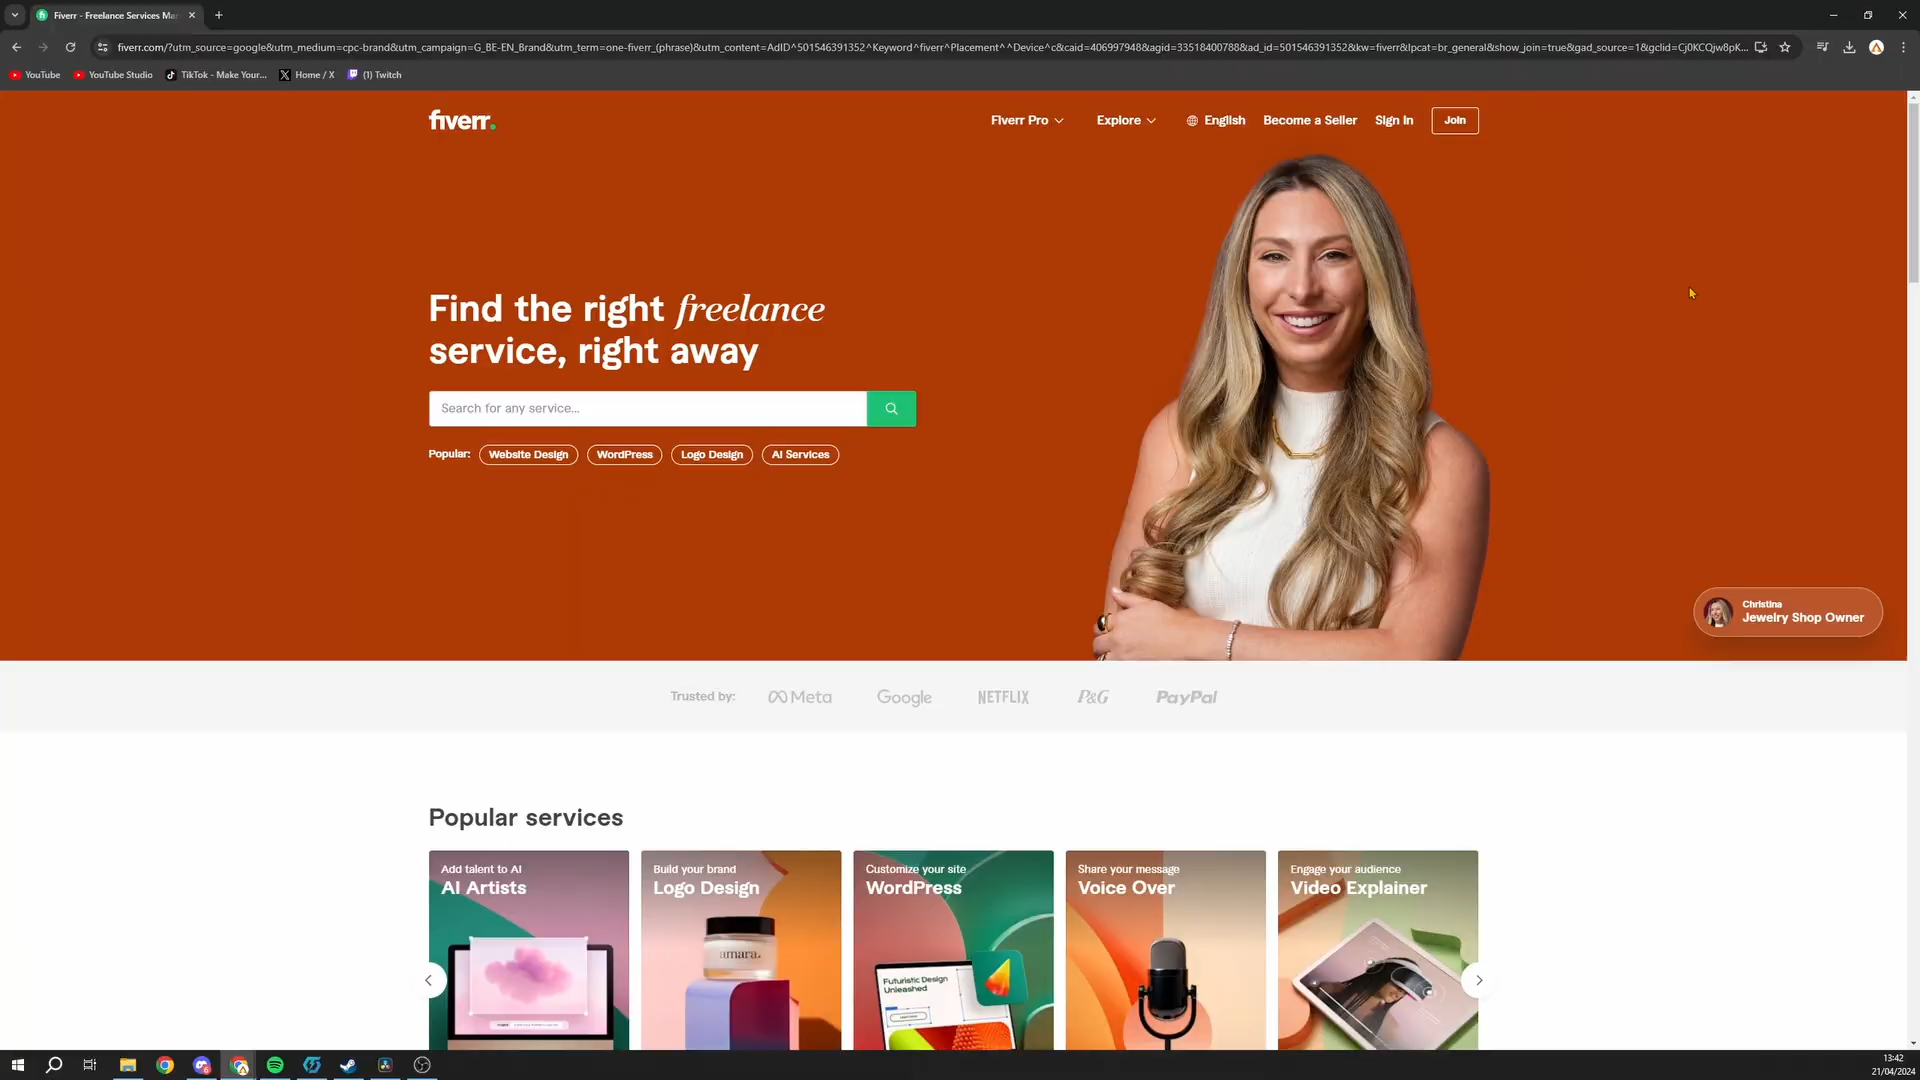 Fiverr - Freelance Services Mar
fiverr.com/?utm_source=google&utm_medium=cpc-brand&utm_campaign=G_BE-EN_Brand&utm_term=one-fiverr_(phrase)&utm_content=AdID^501546391352^Keyword^fiverr^Placement^^Device^c&caid=406997948&agid=33518400788&ad_id=501546391352&kw=fiverr&lpcat=br_general&show_join=true&gad_source=1&gclid=Cj0KCQjw8pK...
YouTube YouTube Studio TikTok - Make Your... Home / X (1) Twitch
fiverr. Fiverr Pro Explore English Become a Seller Sign In Join
Find the right freelance
service, right away
Search for any service...
Popular: Website Design WordPress Logo Design AI Services
Christina
Jewelry Shop Owner
Trusted by: Meta Google NETFLIX P&G PayPal
Popular services
Add talent to AI
AI Artists
Build your brand
Logo Design
amara.
Customize your site
WordPress
Futuristic Design
Unleashed
Share your message
Voice Over
Engage your audience
Video Explainer
13:42
21/04/2024